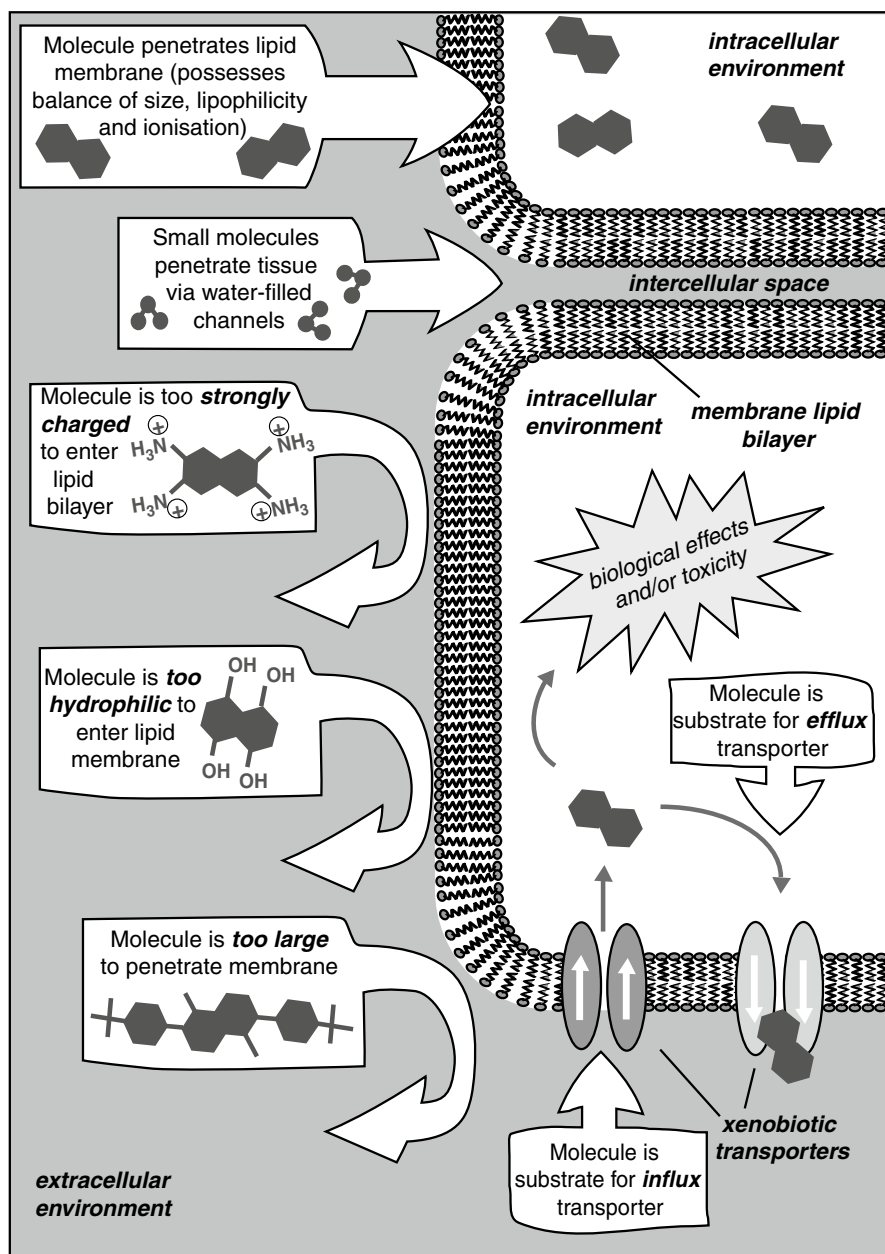 Molecule penetrates lipid
membrane (possesses
balance of size, lipophilicity
and ionisation)
intracellular
environment
Small molecules
penetrate tissue
via water-filled
channels
intercellular space
Molecule is too strongly
charged
to enter
lipid
bilayer
+
+
H3N
NH3
H3N
NH3
+
+
intracellular
environment
membrane lipid
bilayer
biological effects
and/or toxicity
Molecule is too
hydrophilic to
enter lipid
membrane
OH
OH
OH
OH
Molecule is
substrate for efflux
transporter
Molecule is too large
to penetrate membrane
xenobiotic
transporters
Molecule is
substrate for influx
transporter
extracellular
environment